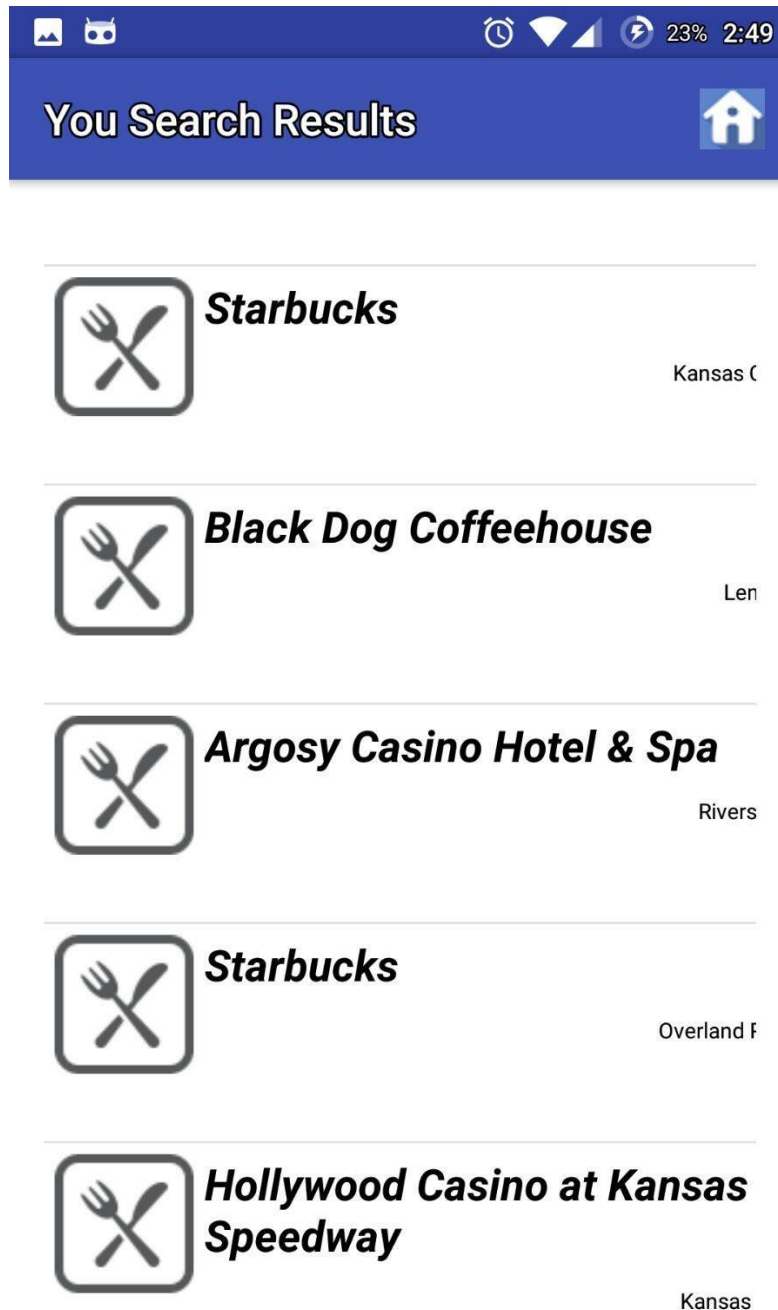 23% 2:49
You Search Results
Starbucks
Kansas
Black Dog Coffeehouse
Argosy Casino Hotel & Spa
Rivers
Starbucks
Overland
Hollywood Casino at Kansas
Speedway
Kansas